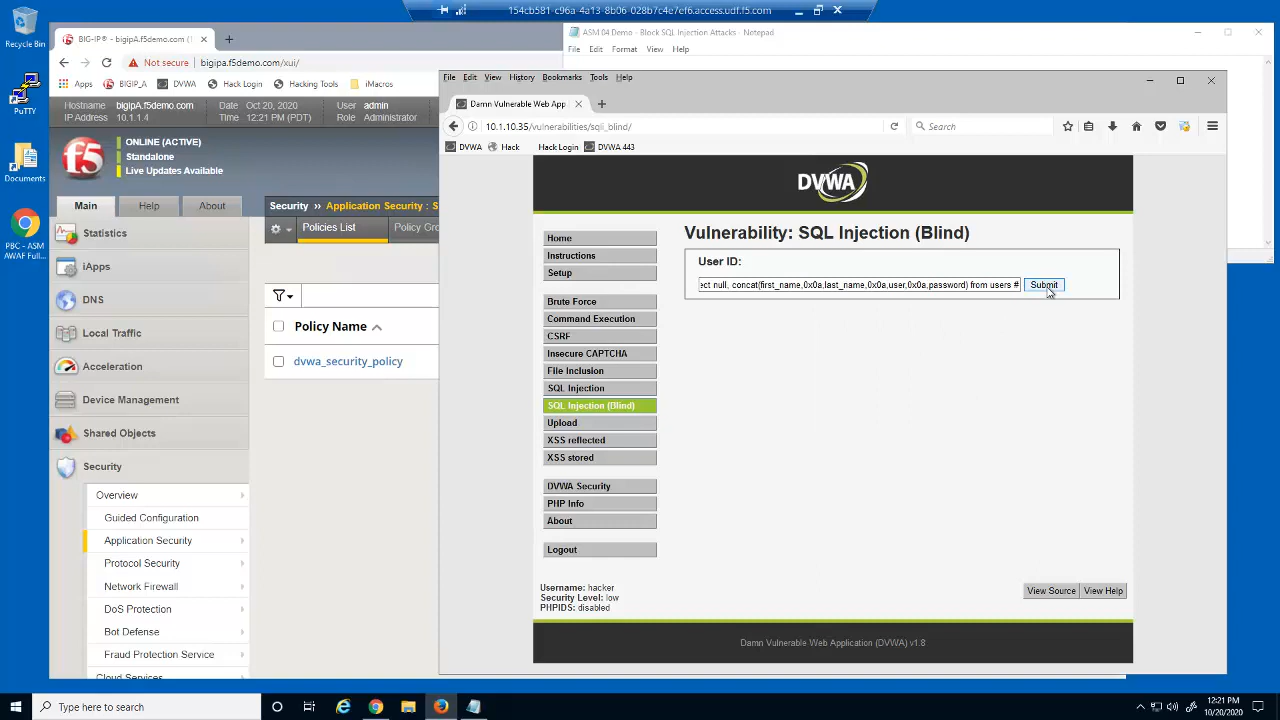 154cb581-c96a-4a13-8b06-028b7c4e7ef6.access.udf.f5.com
Recycle Bin
PuTTY
Documents
PBC - ASM
AWAF Full...
BIG-IP® - bigipA.f5demo.com (
Not secure
bigipa.f5demo.com/xui/
Apps
BIGIP_A
DVWA
Hack Login
Hacking Tools
iMacros
Hostname bigipA.f5demo.com
IP Address 10.1.1.4
Date Oct 20, 2020
Time 12:21 PM (PDT)
User admin
f5
ONLINE (ACTIVE)
Standalone
Live Updates Available
Main
Help
About
Security ›› Application Security : S
Policies List
Policy Gro
Policy Name
dvwa_security_policy
Statistics
iApps
DNS
Local Traffic
Acceleration
Device Management
Shared Objects
Security
Overview
Guided Configuration
Application Security
Protocol Security
Network Firewall
DoS Protection
Bot Defense
Fraud Protection Service
Cloud Services
ASM 04 Demo - Block SQL Injection Attacks - Notepad
File Edit Format View Help
File Edit View History Bookmarks Tools Help
Damn Vulnerable Web App
10.1.10.35/vulnerabilities/sqli_blind/
Search
DVWA
Hack
Hack Login
DVWA 443
DVWA
Home
Instructions
Setup
Brute Force
Command Execution
CSRF
Insecure CAPTCHA
File Inclusion
SQL Injection
SQL Injection (Blind)
Upload
XSS reflected
XSS stored
DVWA Security
PHP Info
About
Logout
Vulnerability: SQL Injection (Blind)
User ID:
ect null, concat(first_name,0x0a,last_name,0x0a,user,0x0a,password) from users #
Submit
Username: hacker
Security Level: low
PHPIDS: disabled
View Source
View Help
Damn Vulnerable Web Application (DVWA) v1.8
Type here to search
12:21 PM
10/20/2020